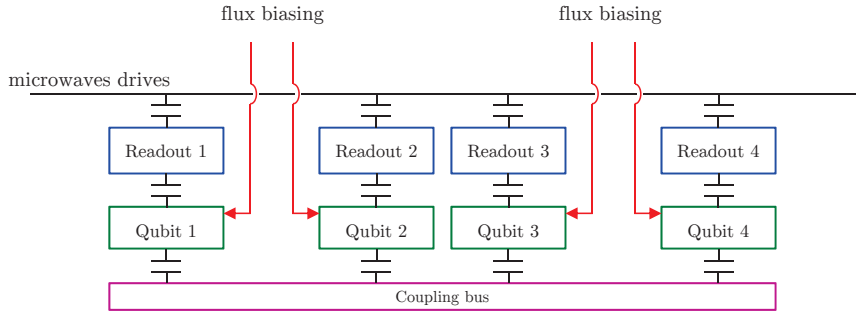 flux biasing
flux biasing
microwaves drives
Readout 1
Readout 2
Readout 3
Readout 4
Qubit 1
Qubit 2
Qubit 3
Qubit 4
Coupling bus